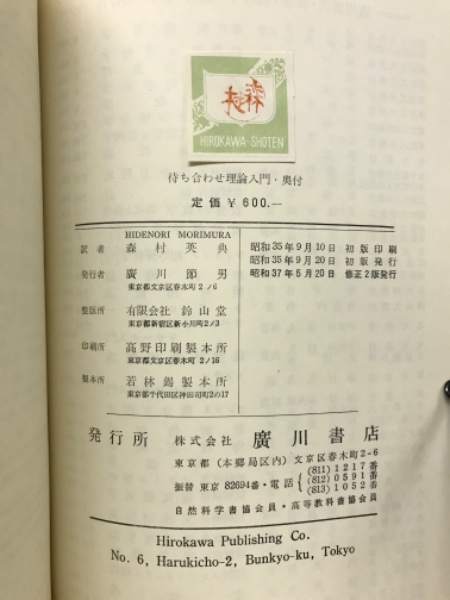 HIROKAWA-SHOTEN
待ち合わせ理論入門・奥付
定価 ¥ 600.—
HIDENORI MORIMURA
訳者 森村英典
発行者 廣川節男
東京都文京区春木町2ノ6
整版所 有限会社 鈴山堂
東京都新宿区新小川町2ノ3
印刷所 高野印刷製本所
東京都文京区春木町2ノ16
製本所 若林錫製本所
東京都千代田区神田司町2の17
昭和35年9月10日 初版印刷
昭和35年9月20日 初版発行
昭和37年5月20日 修正2版発行
発行所 株式会社 廣川書店
東京都(本郷局区内)文京区春木町2-6
振替 東京 82694番・電話
(811)1217番
(812)0591番
(813)1052番
自然科学書協会員・高等教科書協会員
Hirokawa Publishing Co.
No. 6, Harukicho-2, Bunkyo-ku, Tokyo